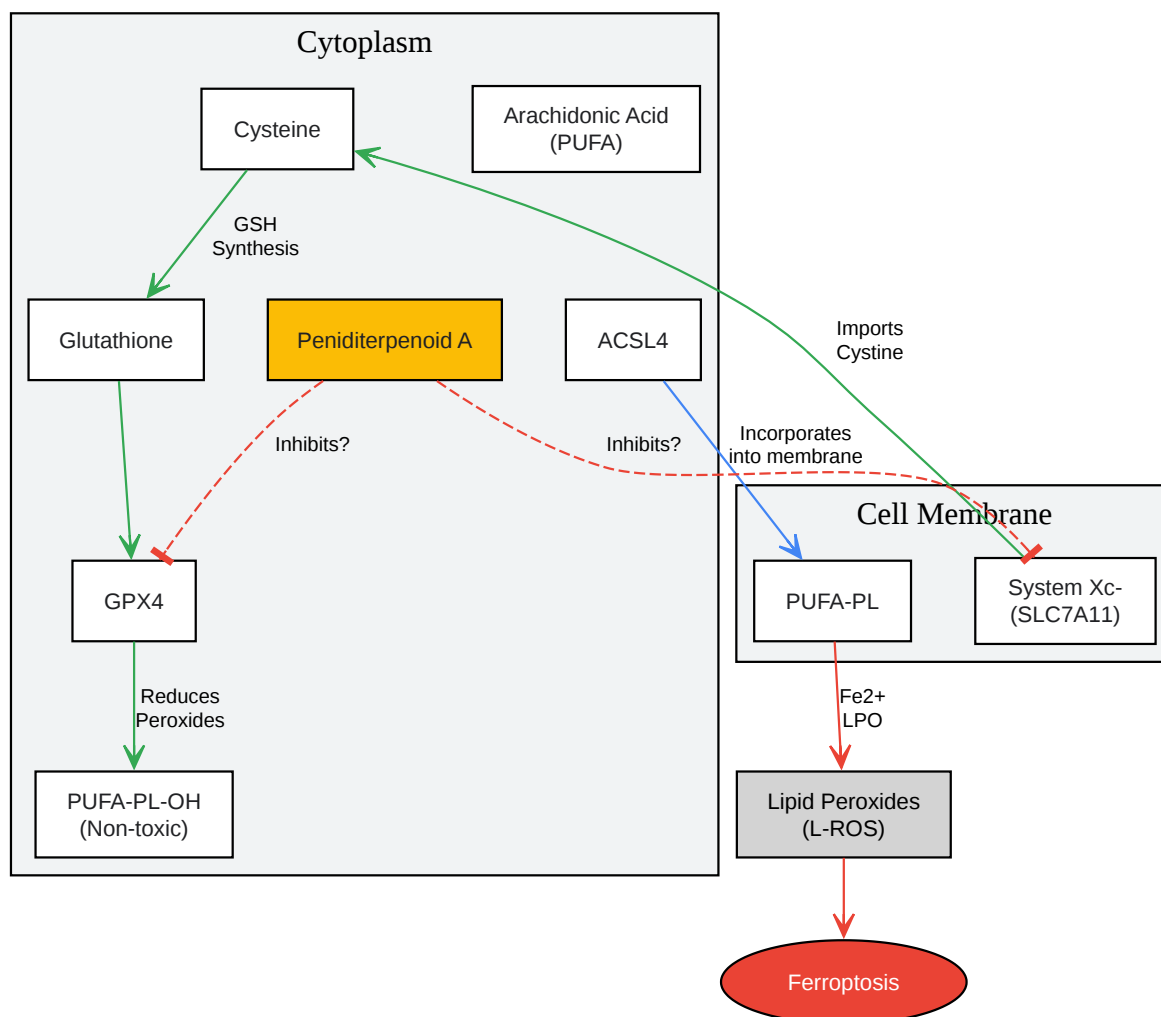 Cytoplasm
Cysteine
Arachidonic Acid
(PUFA)
GSH
Synthesis
Glutathione
Peniditerpenoid A
ACSL4
Imports
Cystine
Inhibits?
Inhibits?
Incorporates
into membrane
Cell Membrane
GPX4
PUFA-PL
System Xc-
(SLC7A11)
Reduces
Peroxides
Fe2+
LPO
PUFA-PL-OH
(Non-toxic)
Lipid Peroxides
(L-ROS)
Ferroptosis